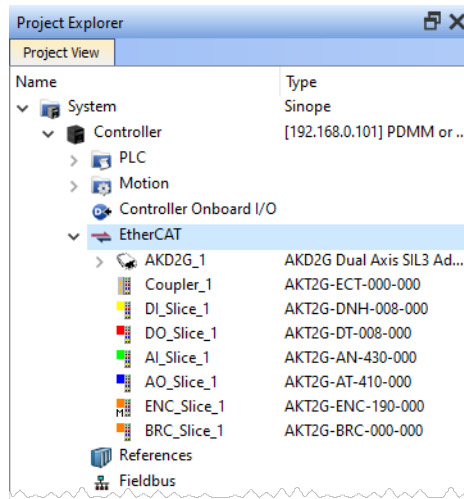 Project Explorer
Project View
Name Type
System Sinope
Controller [192.168.0.101] PDMM or ...
PLC
Motion
Controller Onboard I/O
EtherCAT
AKD2G_1 AKD2G Dual Axis SIL3 Ad...
Coupler_1 AKT2G-ECT-000-000
DI_Slice_1 AKT2G-DNH-008-000
DO_Slice_1 AKT2G-DT-008-000
AI_Slice_1 AKT2G-AN-430-000
AO_Slice_1 AKT2G-AT-410-000
M ENC_Slice_1 AKT2G-ENC-190-000
BRC_Slice_1 AKT2G-BRC-000-000
References
Fieldbus